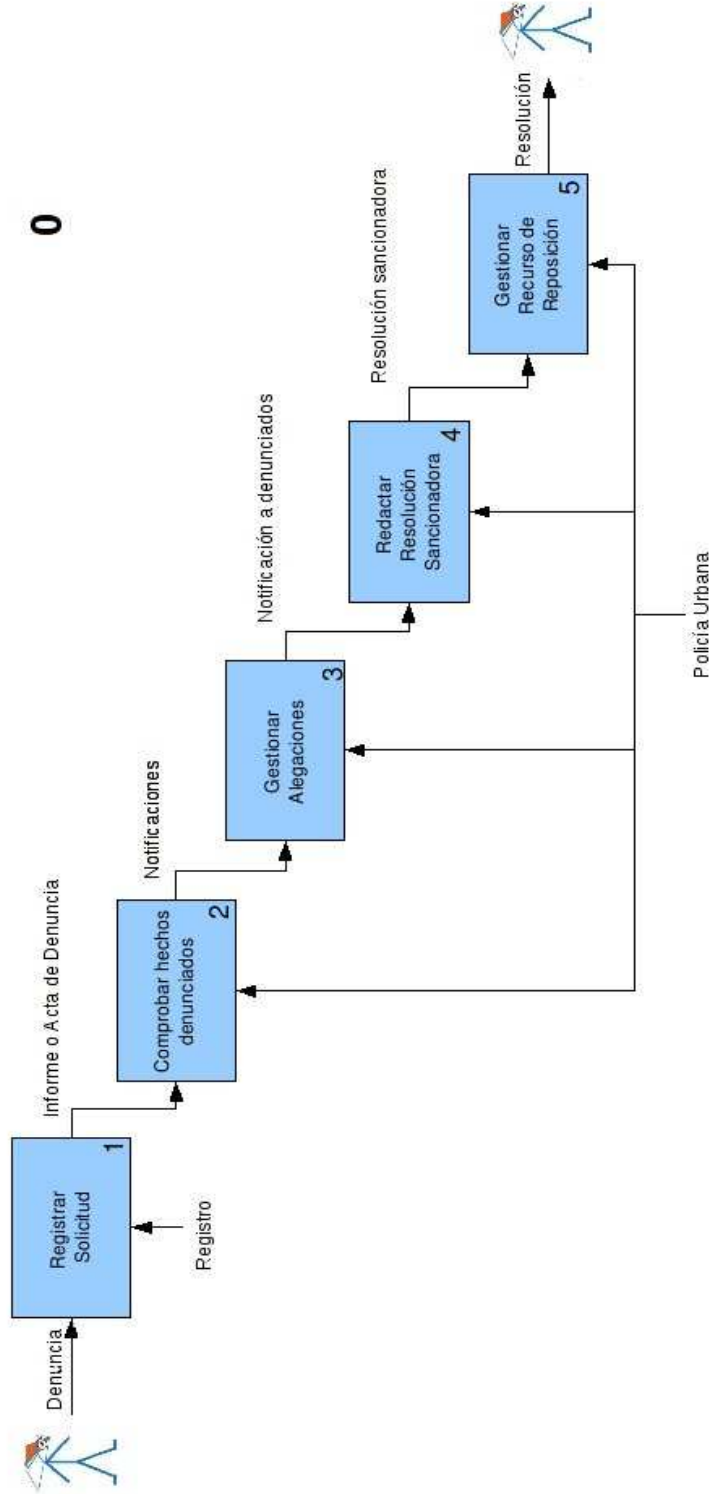 0
Denuncia
Registrar
Solicitud
1
Registro
Informe o Acta de Denuncia
Comprobar hechos
denunciados
2
Notificaciones
Gestionar
Alegaciones
3
Notificación a denunciados
Redactar
Resolución
Sancionadora
4
Resolución sancionadora
Gestionar
Recurso de
Reposición
5
Resolución
Policía Urbana